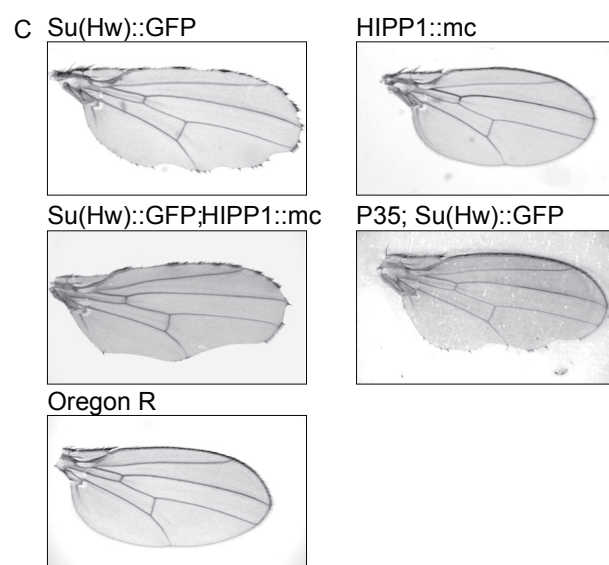 C Su(Hw)::GFP HIPP1::mc
Su(Hw)::GFP;HIPP1::mc P35; Su(Hw)::GFP
Oregon R